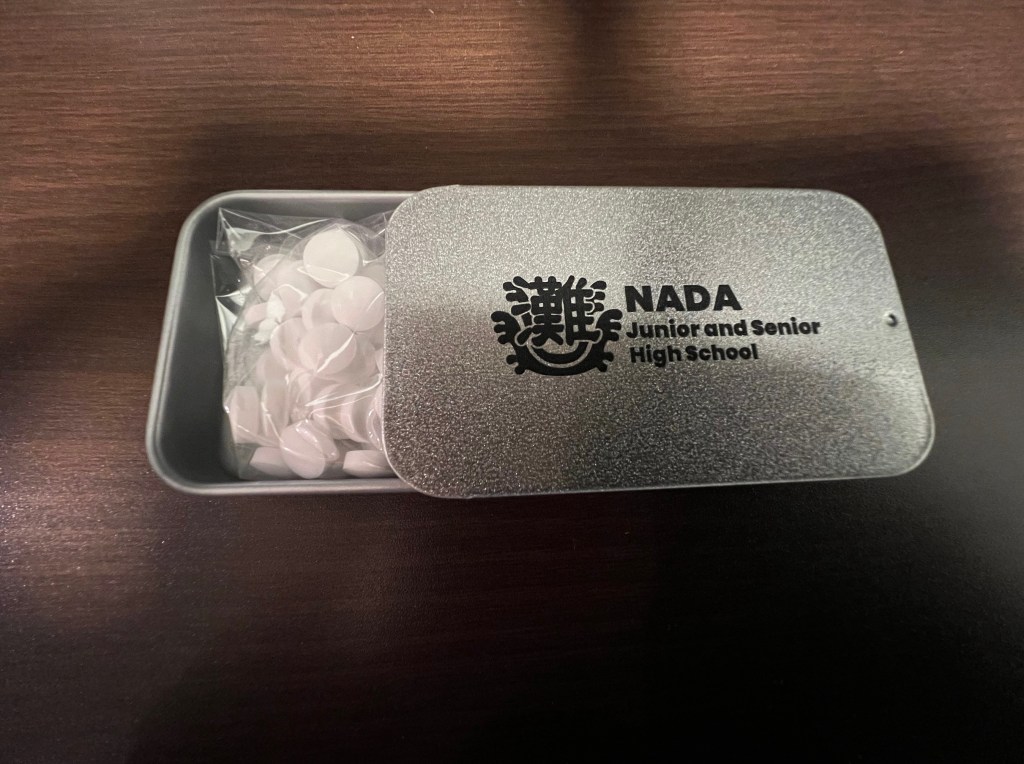 灘
NADA
Junior and Senior
High School